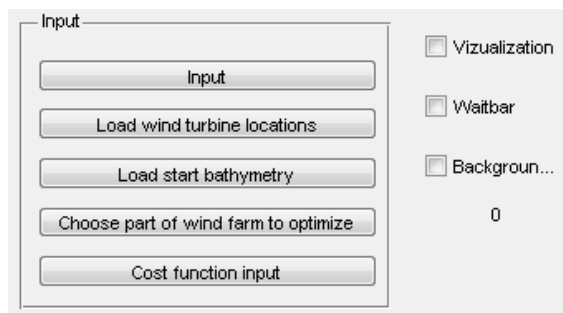 Input
Input
Load wind turbine locations
Load start bathymetry
Choose part of wind farm to optimize
Cost function input
Vizualization
Waitbar
Backgroun...
0